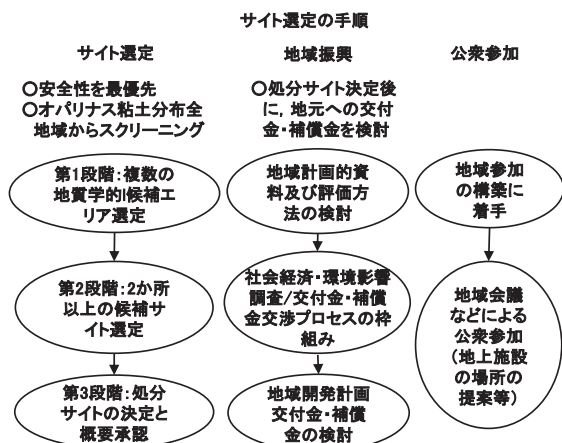 サイト選定の手順
サイト選定
地域振興
公衆参加
○安全性を最優先
○オパリナス粘土分布全
地域からスクリーニング
○処分サイト決定後
に,地元への交付
金・補償金を検討
第1段階:複数の
地質学的候補エ
リア選定
地域計画的資
料及び評価方
法の検討
地域参加
の構築に
着手
第2段階:2か所
以上の候補サ
イト選定
社会経済・環境影響
調査/交付金・補償
金交渉プロセスの枠
組み
地域会議
などによる
公衆参加
(地上施設
の場所の
提案等)
第3段階:処分
サイトの決定と
概要承認
地域開発計画
交付金・補償
金の検討